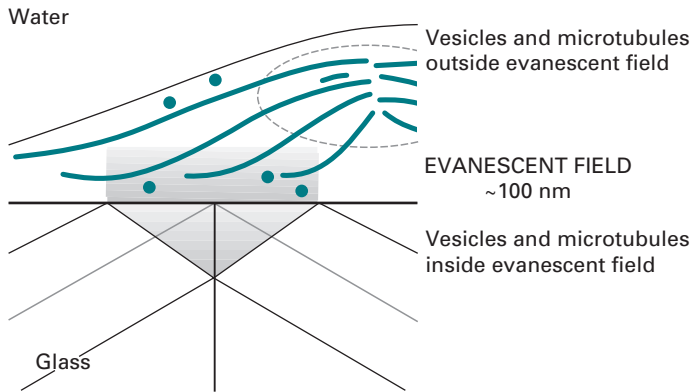 Water
Vesicles and microtubules
outside evanescent field
EVANESCENT FIELD
~100 nm
Vesicles and microtubules
inside evanescent field
Glass